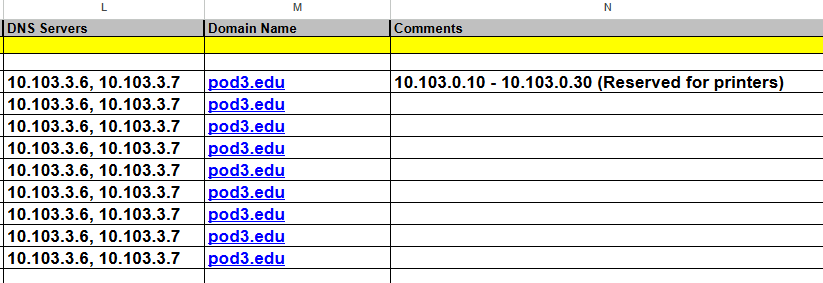 L M N
DNS Servers Domain Name Comments
10.103.3.6, 10.103.3.7 pod3.edu 10.103.0.10 - 10.103.0.30 (Reserved for printers)
10.103.3.6, 10.103.3.7 pod3.edu
10.103.3.6, 10.103.3.7 pod3.edu
10.103.3.6, 10.103.3.7 pod3.edu
10.103.3.6, 10.103.3.7 pod3.edu
10.103.3.6, 10.103.3.7 pod3.edu
10.103.3.6, 10.103.3.7 pod3.edu
10.103.3.6, 10.103.3.7 pod3.edu
10.103.3.6, 10.103.3.7 pod3.edu